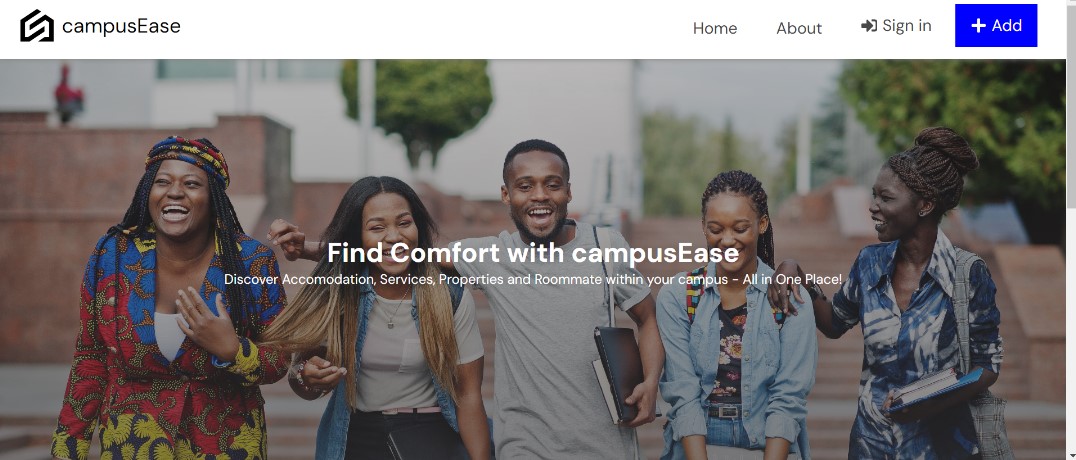 campusEase
Home
About
Sign in
Add
Find Comfort with campusEase
Discover Accomodation, Services, Properties and Roommate within your campus - All in One Place!